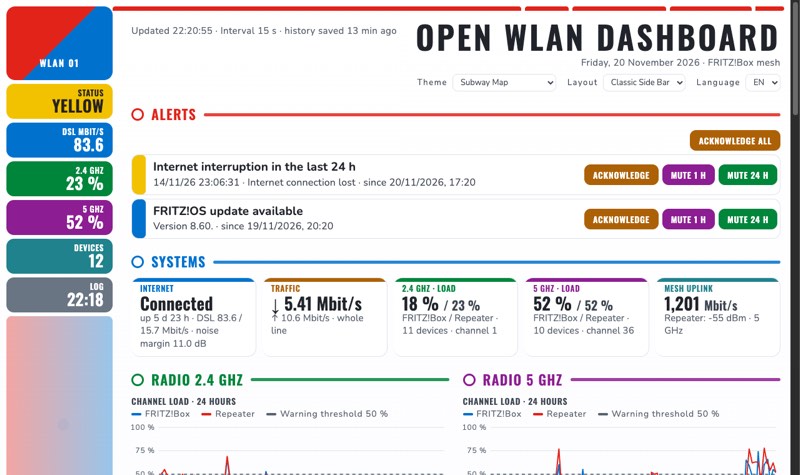 WLAN 01
STATUS
YELLOW
DSL MBIT/S
83.6
2.4 GHZ
23 %
5 GHZ
52 %
DEVICES
12
LOG
22:18
Updated 22:20:55 · Interval 15 s · history saved 13 min ago
OPEN WLAN DASHBOARD
Friday, 20 November 2026 · FRITZ!Box mesh
Theme Subway Map Layout Classic Side Bar Language EN
ALERTS
ACKNOWLEDGE ALL
Internet interruption in the last 24 h
14/11/26 23:06:31 · Internet connection lost · since 20/11/2026, 17:20
ACKNOWLEDGE MUTE 1 H MUTE 24 H
FRITZ!OS update available
Version 8.60. · since 19/11/2026, 20:20
ACKNOWLEDGE MUTE 1 H MUTE 24 H
SYSTEMS
INTERNET
Connected
up 5 d 23 h · DSL 83.6 /
15.7 Mbit/s · noise
margin 11.0 dB
TRAFFIC
↓ 5.41 Mbit/s
↑ 10.6 Mbit/s · whole
line
2.4 GHZ · LOAD
18 % / 23 %
FRITZ!Box / Repeater ·
11 devices · channel 1
5 GHZ · LOAD
52 % / 52 %
FRITZ!Box / Repeater ·
10 devices · channel 36
MESH UPLINK
1,201 Mbit/s
Repeater: -55 dBm · 5
GHz
RADIO 2.4 GHZ
CHANNEL LOAD · 24 HOURS
FRITZ!Box Repeater Warning threshold 50 %
100 %
75 %
50 %
RADIO 5 GHZ
CHANNEL LOAD · 24 HOURS
FRITZ!Box Repeater Warning threshold 50 %
100 %
75 %
50 %